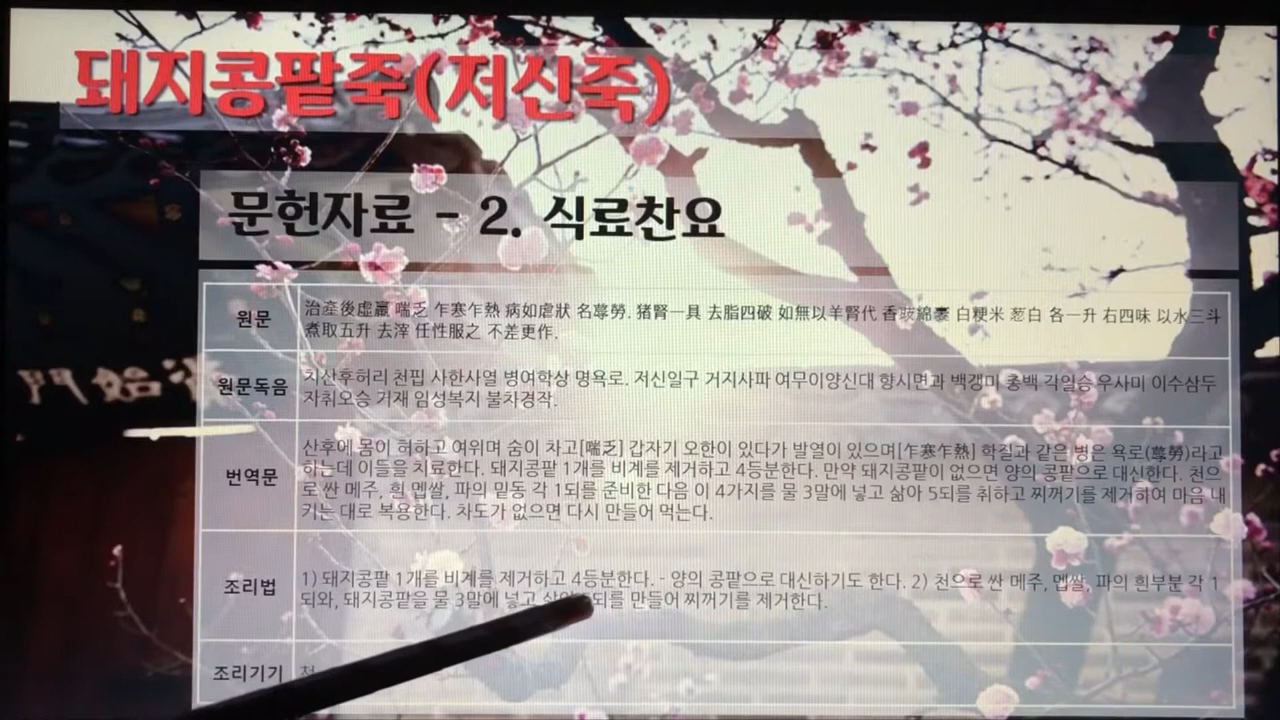 돼지콩팥죽(저신죽)
문헌자료 - 2. 식료찬요
원문
治産後虛羸 喘乏 乍寒乍熱 病如虐狀 名蓐勞. 猪腎一具 去脂四破 如無以羊腎代 香豉綿裹 白粳米 葱白 各一升 右四味 以水三斗
煮取五升 去滓 任性服之 不差更作.
원문독음
치산후허리 천핍 사한사열 병여학상 명욕로. 저신일구 거지사파 여무이양신대 향시면과 백갱미 총백 각일승 우사미 이수삼두
자취오승 거재 임성복지 불차경작.
번역문
산후에 몸이 허하고 여위며 숨이 차고[喘乏] 갑자기 오한이 있다가 발열이 있으며[乍寒乍熱] 학질과 같은 병은 욕로(蓐勞)라고
하는데 이들을 치료한다. 돼지콩팥 1개를 비계를 제거하고 4등분한다. 만약 돼지콩팥이 없으면 양의 콩팥으로 대신한다. 천으
로 싼 메주, 흰 멥쌀, 파의 밑동 각 1되를 준비한 다음 이 4가지를 물 3말에 넣고 삶아 5되를 취하고 찌꺼기를 제거하여 마음 내
키는 대로 복용한다. 차도가 없으면 다시 만들어 먹는다.
조리법
1) 돼지콩팥 1개를 비계를 제거하고 4등분한다. - 양의 콩팥으로 대신하기도 한다. 2) 천으로 싼 메주, 멥쌀, 파의 흰부분 각 1
되와, 돼지콩팥을 물 3말에 넣고 되를 만들어 찌꺼기를 제거한다.
조리기기
천